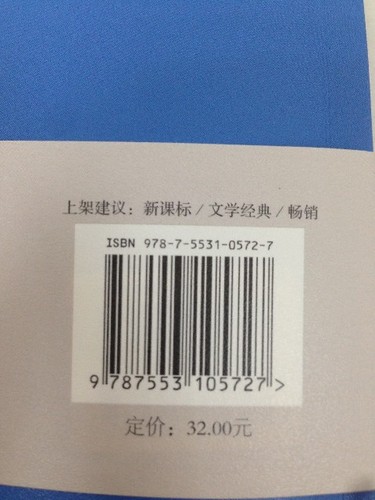 上架建议：新课标/文学经典/畅销
ISBN 978-7-5531-0572-7
9 787553 105727>
定价：32.00元